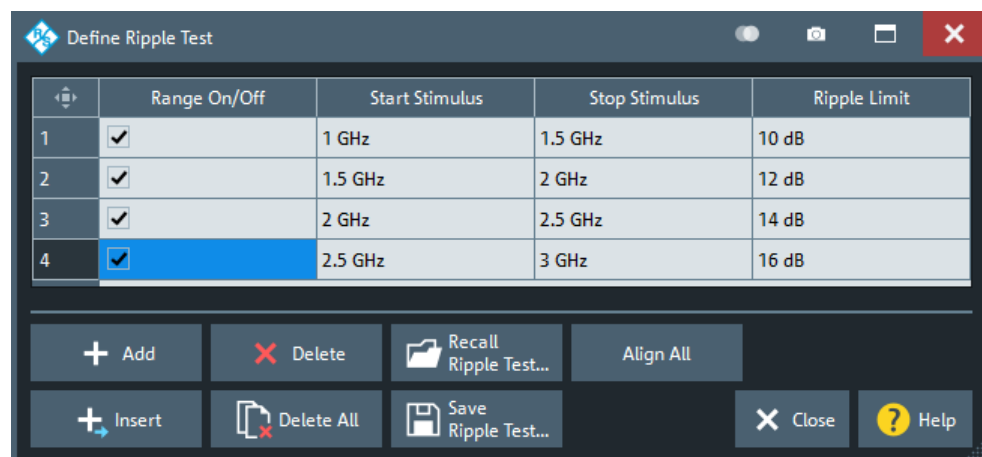 R&S Define Ripple Test
Range On/Off Start Stimulus Stop Stimulus Ripple Limit
1 1 GHz 1.5 GHz 10 dB
2 1.5 GHz 2 GHz 12 dB
3 2 GHz 2.5 GHz 14 dB
4 2.5 GHz 3 GHz 16 dB
Add Delete Recall Ripple Test... Align All
Insert Delete All Save Ripple Test... Close ? Help